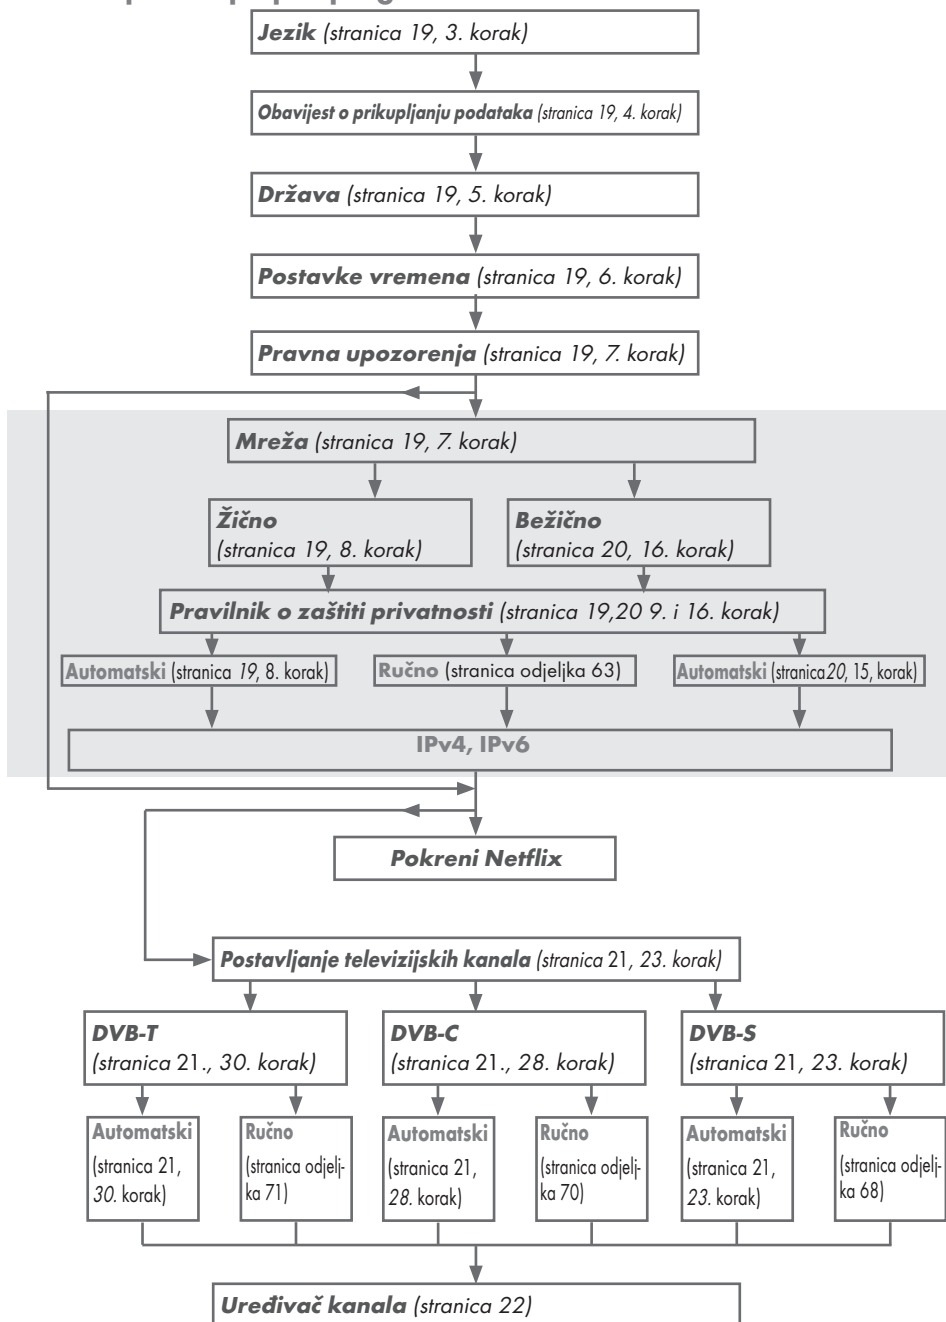 Jezik (stranica 19, 3. korak)
Obavijest o prikupljanju podataka (stranica 19, 4. korak)
Država (stranica 19, 5. korak)
Postavke vremena (stranica 19, 6. korak)
Pravna upozorenja (stranica 19, 7. korak)
Mreža (stranica 19, 7. korak)
Žično
(stranica 19, 8. korak)
Bežično
(stranica 20, 16. korak)
Pravilnik o zaštiti privatnosti (stranica 19,20 9. i 16. korak)
Automatski (stranica 19, 8. korak)
Ručno (stranica odjeljka 63)
Automatski (stranica20, 15, korak)
IPv4, IPv6
Pokreni Netflix
Postavljanje televizijskih kanala (stranica 21, 23. korak)
DVB-T
(stranica 21., 30. korak)
DVB-C
(stranica 21., 28. korak)
DVB-S
(stranica 21, 23. korak)
Automatski
(stranica 21,
30. korak)
Ručno
(stranica odjelj-
ka 71)
Automatski
(stranica 21,
28. korak)
Ručno
(stranica odjelj-
ka 70)
Automatski
(stranica 21,
23. korak)
Ručno
(stranica odjelj-
ka 68)
Uređivač kanala (stranica 22)